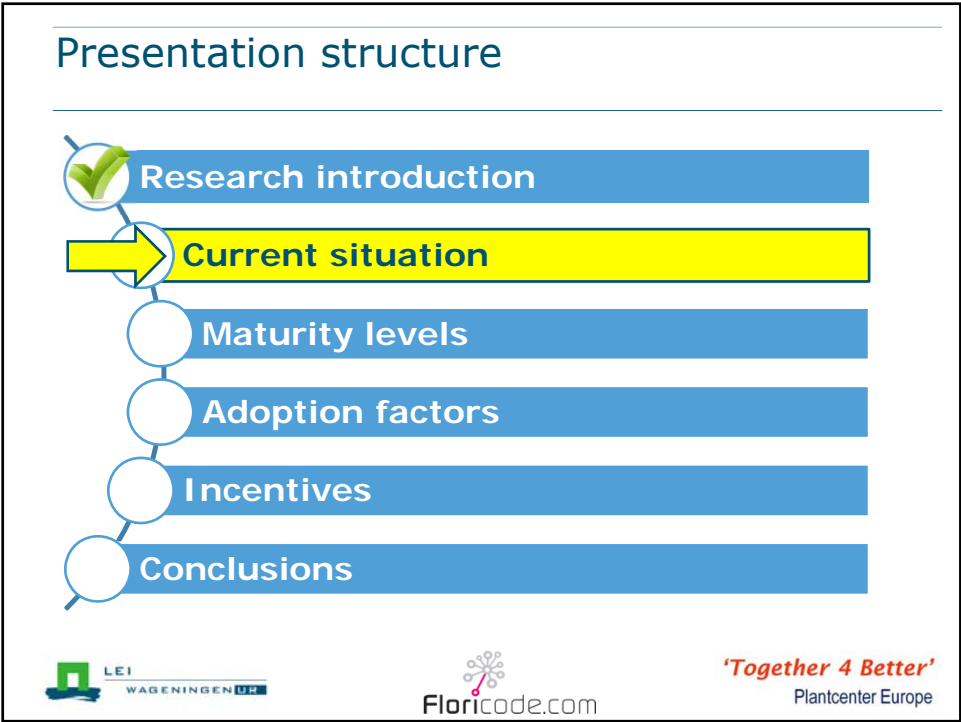 Presentation structure
Research introduction
Current situation
Maturity levels
Adoption factors
Incentives
Conclusions
LEI
WAGENINGEN UR
Floricode.com
'Together 4 Better'
Plantcenter Europe